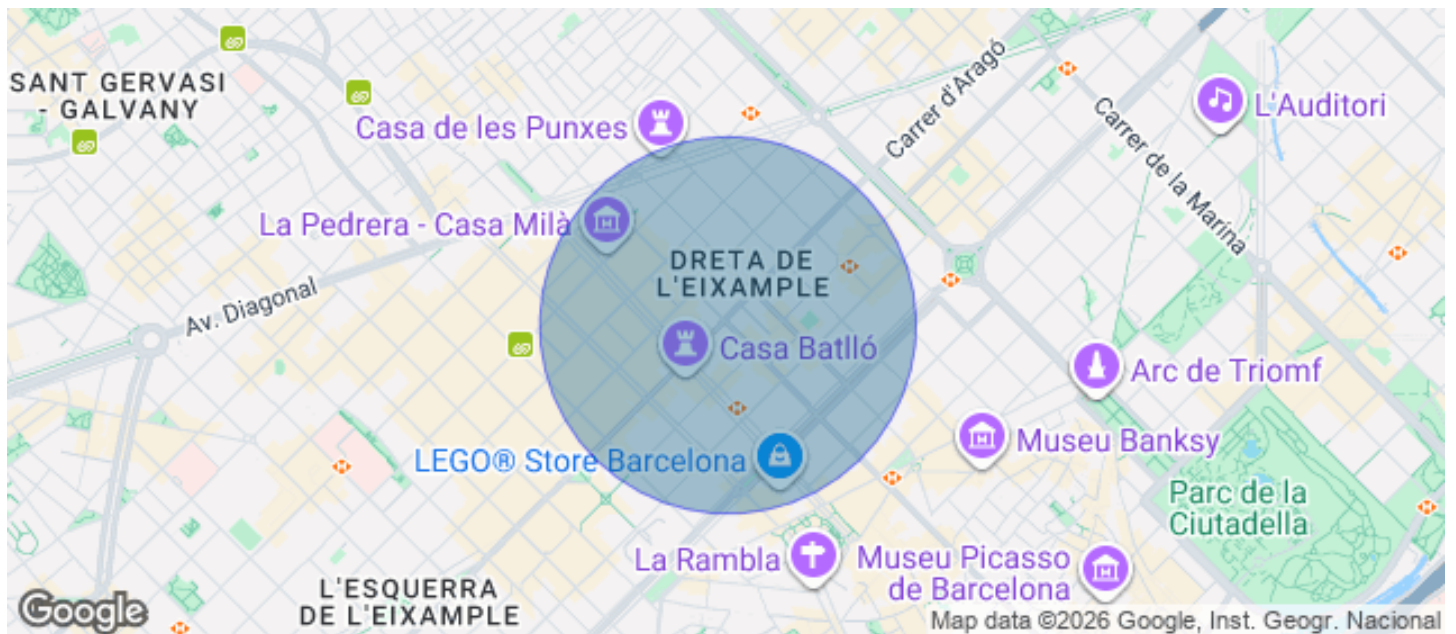 SANT GERVASI
- GALVANY
Casa de les Punxes
Carrer d'Aragó
L'Auditori
Carrer de la Marina
La Pedrera - Casa Milà
DRETA DE
L'EIXAMPLE
Av. Diagonal
Casa Batlló
Arc de Triomf
LEGO® Store Barcelona
Museu Banksy
Parc de la
Ciutadella
La Rambla
Museu Picasso
de Barcelona
L'ESQUERRA
DE L'EIXAMPLE
Google
Map data ©2026 Google, Inst. Geogr. Nacional